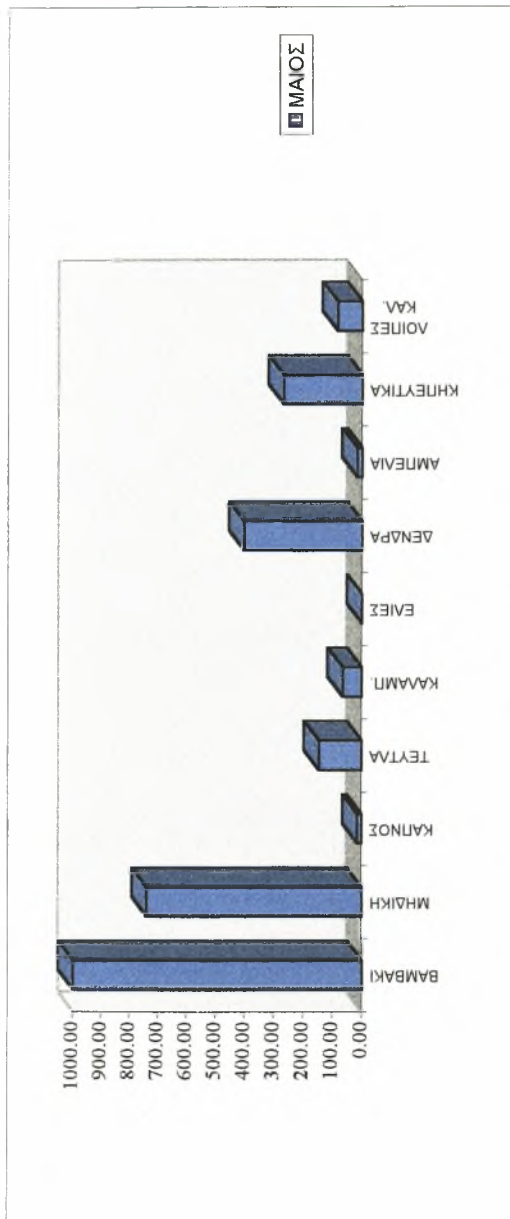 ΜΑΙΟΣ
1000.00
900.00
800.00
700.00
600.00
500.00
400.00
300.00
200.00
100.00
0.00
ΒΑΜΒΑΚΙ
ΜΗΔΙΚΗ
ΚΑΠΝΟΣ
ΤΕΥΤΛΑ
ΚΑΛΑΜΠ.
ΕΛΙΕΣ
ΔΕΝΔΡΑ
ΑΜΠΕΛΙΑ
ΚΗΠΕΥΤΙΚΑ
ΛΟΙΠΕΣ
ΚΑΛ.